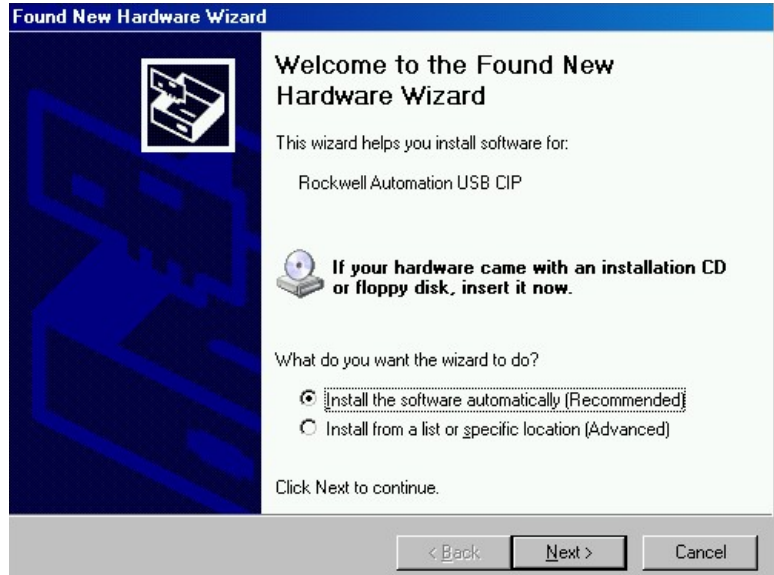 Found New Hardware Wizard
Welcome to the Found New
Hardware Wizard
This wizard helps you install software for:
Rockwell Automation USB CIP
If your hardware came with an installation CD
or floppy disk, insert it now.
What do you want the wizard to do?
Install the software automatically (Recommended)
Install from a list or specific location (Advanced)
Click Next to continue.
< Back Next > Cancel